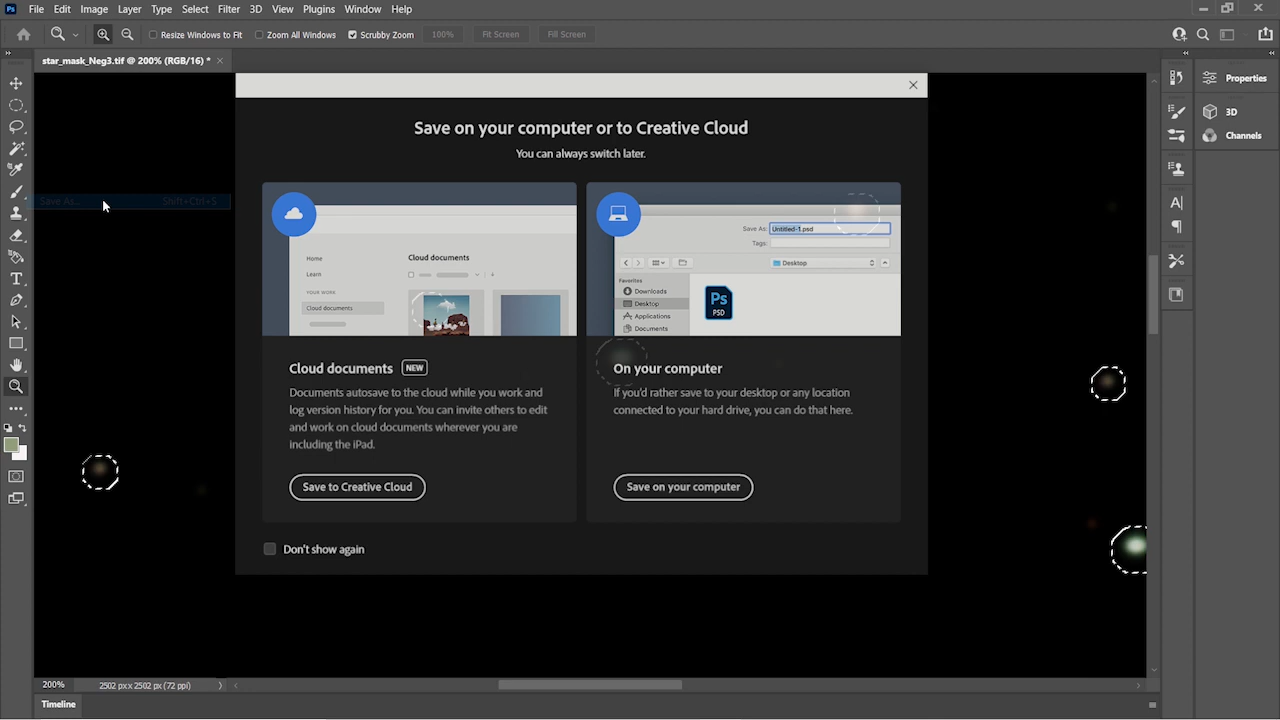 Ps File Edit Image Layer Type Select Filter 3D View Plugins Window Help
Resize Windows to Fit Zoom All Windows Scrubby Zoom 100% Fit Screen Fill Screen
star_mask_Neg3.tif @ 200% (RGB/16) * ×
Properties
3D
Channels
Save on your computer or to Creative Cloud
You can always switch later.
Save As... Shift+Ctrl+S
Home
Learn
YOUR WORK
Cloud documents
Cloud documents
Save As: Untitled-1.psd
Tags:
Desktop
Favorites
Downloads
Desktop
Applications
Documents
Ps
PSD
Cloud documents NEW
Documents autosave to the cloud while you work and
log version history for you. You can invite others to edit
and work on cloud documents wherever you are
including the iPad.
Save to Creative Cloud
On your computer
If you'd rather save to your desktop or any location
connected to your hard drive, you can do that here.
Save on your computer
Don't show again
200% 2502 px x 2502 px (72 ppi)
Timeline